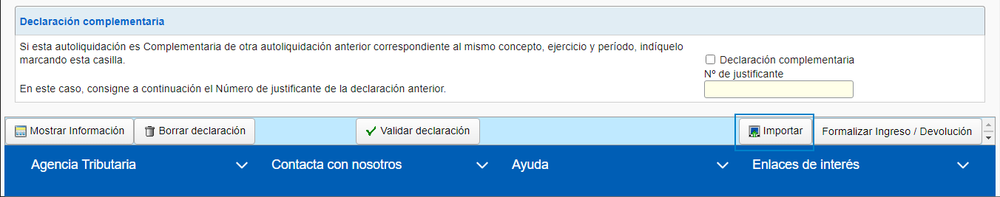 Declaración complementaria
Si esta autoliquidación es Complementaria de otra autoliquidación anterior correspondiente al mismo concepto, ejercicio y período, indíquelo
marcando esta casilla.
Declaración complementaria
Nº de justificante
En este caso, consigne a continuación el Número de justificante de la declaración anterior.
Mostrar Información Borrar declaración Validar declaración Importar Formalizar Ingreso / Devolución
Agencia Tributaria Contacta con nosotros Ayuda Enlaces de interés